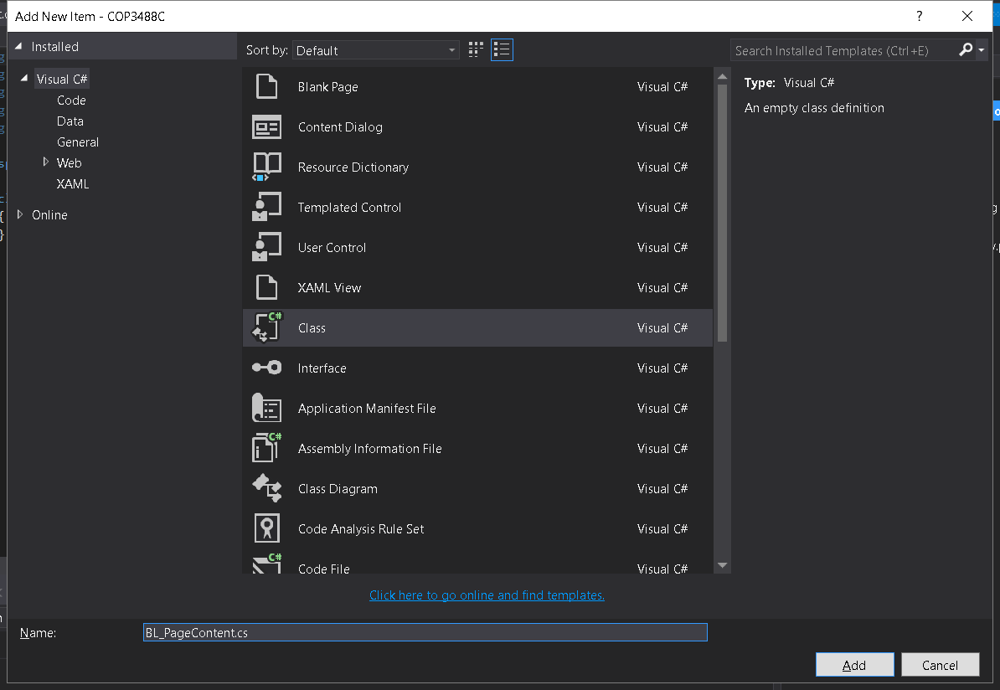 Add New Item - COP3488C
?
Installed
Visual C#
Code
Data
General
Web
XAML
Online
Sort by: Default
Search Installed Templates (Ctrl+E)
Blank Page Visual C#
Content Dialog Visual C#
Resource Dictionary Visual C#
Templated Control Visual C#
User Control Visual C#
XAML View Visual C#
C#
Class Visual C#
Interface Visual C#
Application Manifest File Visual C#
C#
Assembly Information File Visual C#
Class Diagram Visual C#
Code Analysis Rule Set Visual C#
C#
Code File Visual C#
Type: Visual C#
An empty class definition
Click here to go online and find templates.
Name: BL_PageContent.cs
Add Cancel